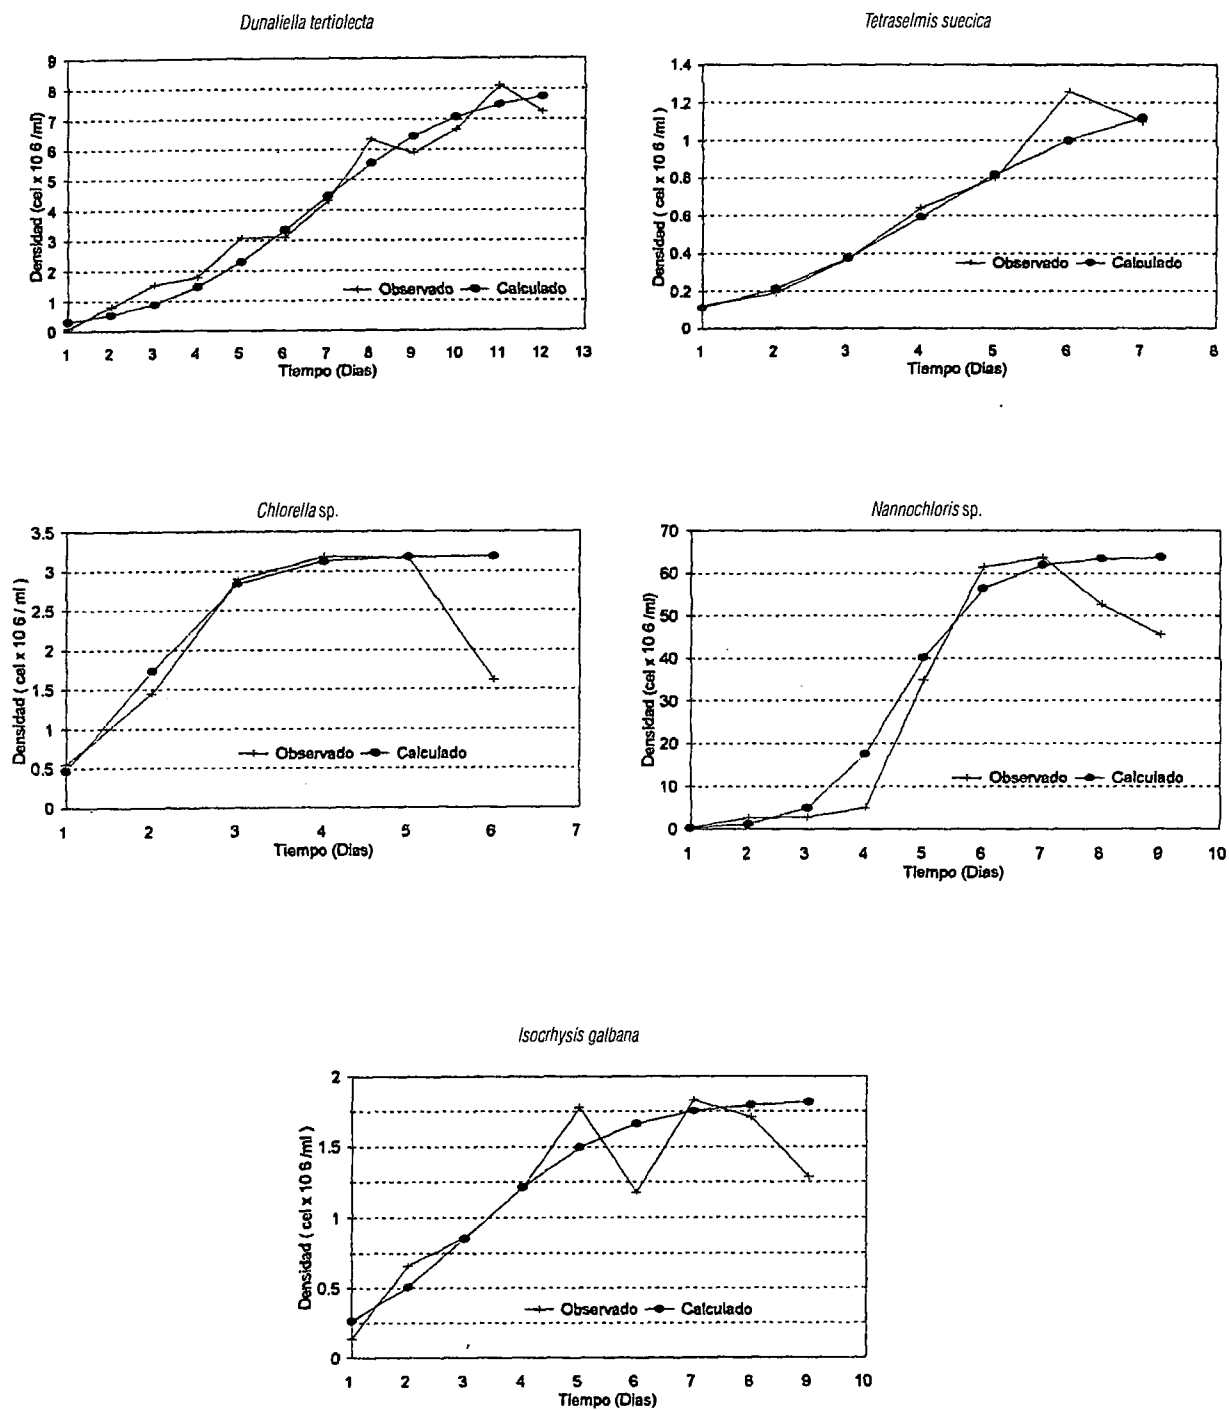 Dunaliella tertiolecta
Densidad (cel x 10 6 /ml)
9
8
7
6
5
4
3
2
1
0
Observado Calculado
1 2 3 4 5 6 7 8 9 10 11 12 13
Tiempo (Dias)
Tetraselmis suecica
Densidad ( cel x 10 6 /ml)
1.4
1.2
1
0.8
0.6
0.4
0.2
0
Observado Calculado
1 2 3 4 5 6 7 8
Tiempo (Dias)
Chlorella sp.
Densidad ( cel x 10 6 / ml )
3.5
3
2.5
2
1.5
1
0.5
0
Observado Calculado
1 2 3 4 5 6 7
Tiempo (Dias)
Nannochloris sp.
Densidad (cel x 10 6 /ml)
70
60
50
40
30
20
10
0
Observado Calculado
1 2 3 4 5 6 7 8 9 10
Tiempo (Dias)
Isocrhysis galbana
Densidad ( cel x 10 6 /ml )
2
1.5
1
0.5
0
Observado Calculado
1 2 3 4 5 6 7 8 9 10
Tiempo (Dias)